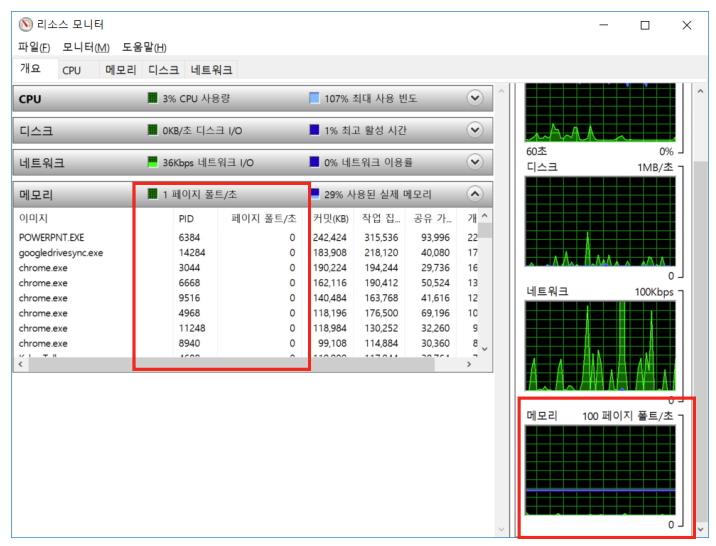 리소스 모니터
파일(F) 모니터(M) 도움말(H)
개요 CPU 메모리 디스크 네트워크
CPU 3% CPU 사용량 107% 최대 사용 빈도
디스크 0KB/초 디스크 I/O 1% 최고 활성 시간
네트워크 36Kbps 네트워크 I/O 0% 네트워크 이용률
메모리 1 페이지 폴트/초 29% 사용된 실제 메모리
이미지 PID 페이지 폴트/초 커밋(KB) 작업 집... 공유 가... 개
POWERPNT.EXE 6384 0 242,424 315,536 93,996 22
googledrivesync.exe 14284 0 183,908 218,120 40,080 17
chrome.exe 3044 0 190,224 194,244 29,736 16
chrome.exe 6668 0 162,116 190,412 50,524 13
chrome.exe 9516 0 140,484 163,768 41,616 12
chrome.exe 4968 0 118,196 176,500 69,196 10
chrome.exe 11248 0 118,984 130,252 32,260 9
chrome.exe 8940 0 99,108 114,884 30,360 8
60초 0%
디스크 1MB/초
0
네트워크 100Kbps
0
메모리 100 페이지 폴트/초
0